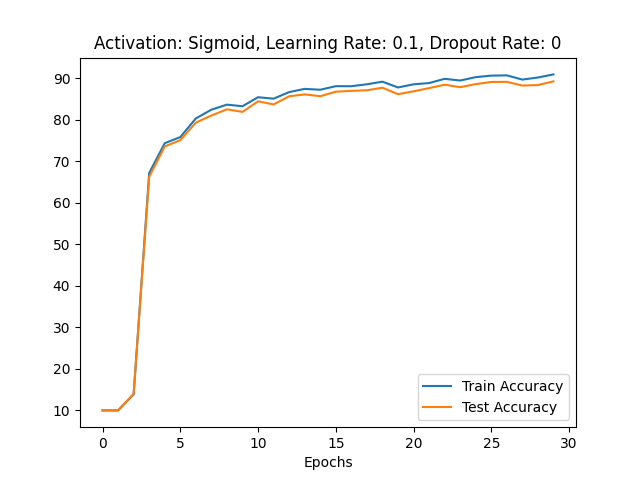 Activation: Sigmoid, Learning Rate: 0.1, Dropout Rate: 0
90
80
70
60
50
40
30
20
10
Train Accuracy
Test Accuracy
0 5 10 15 20 25 30
Epochs